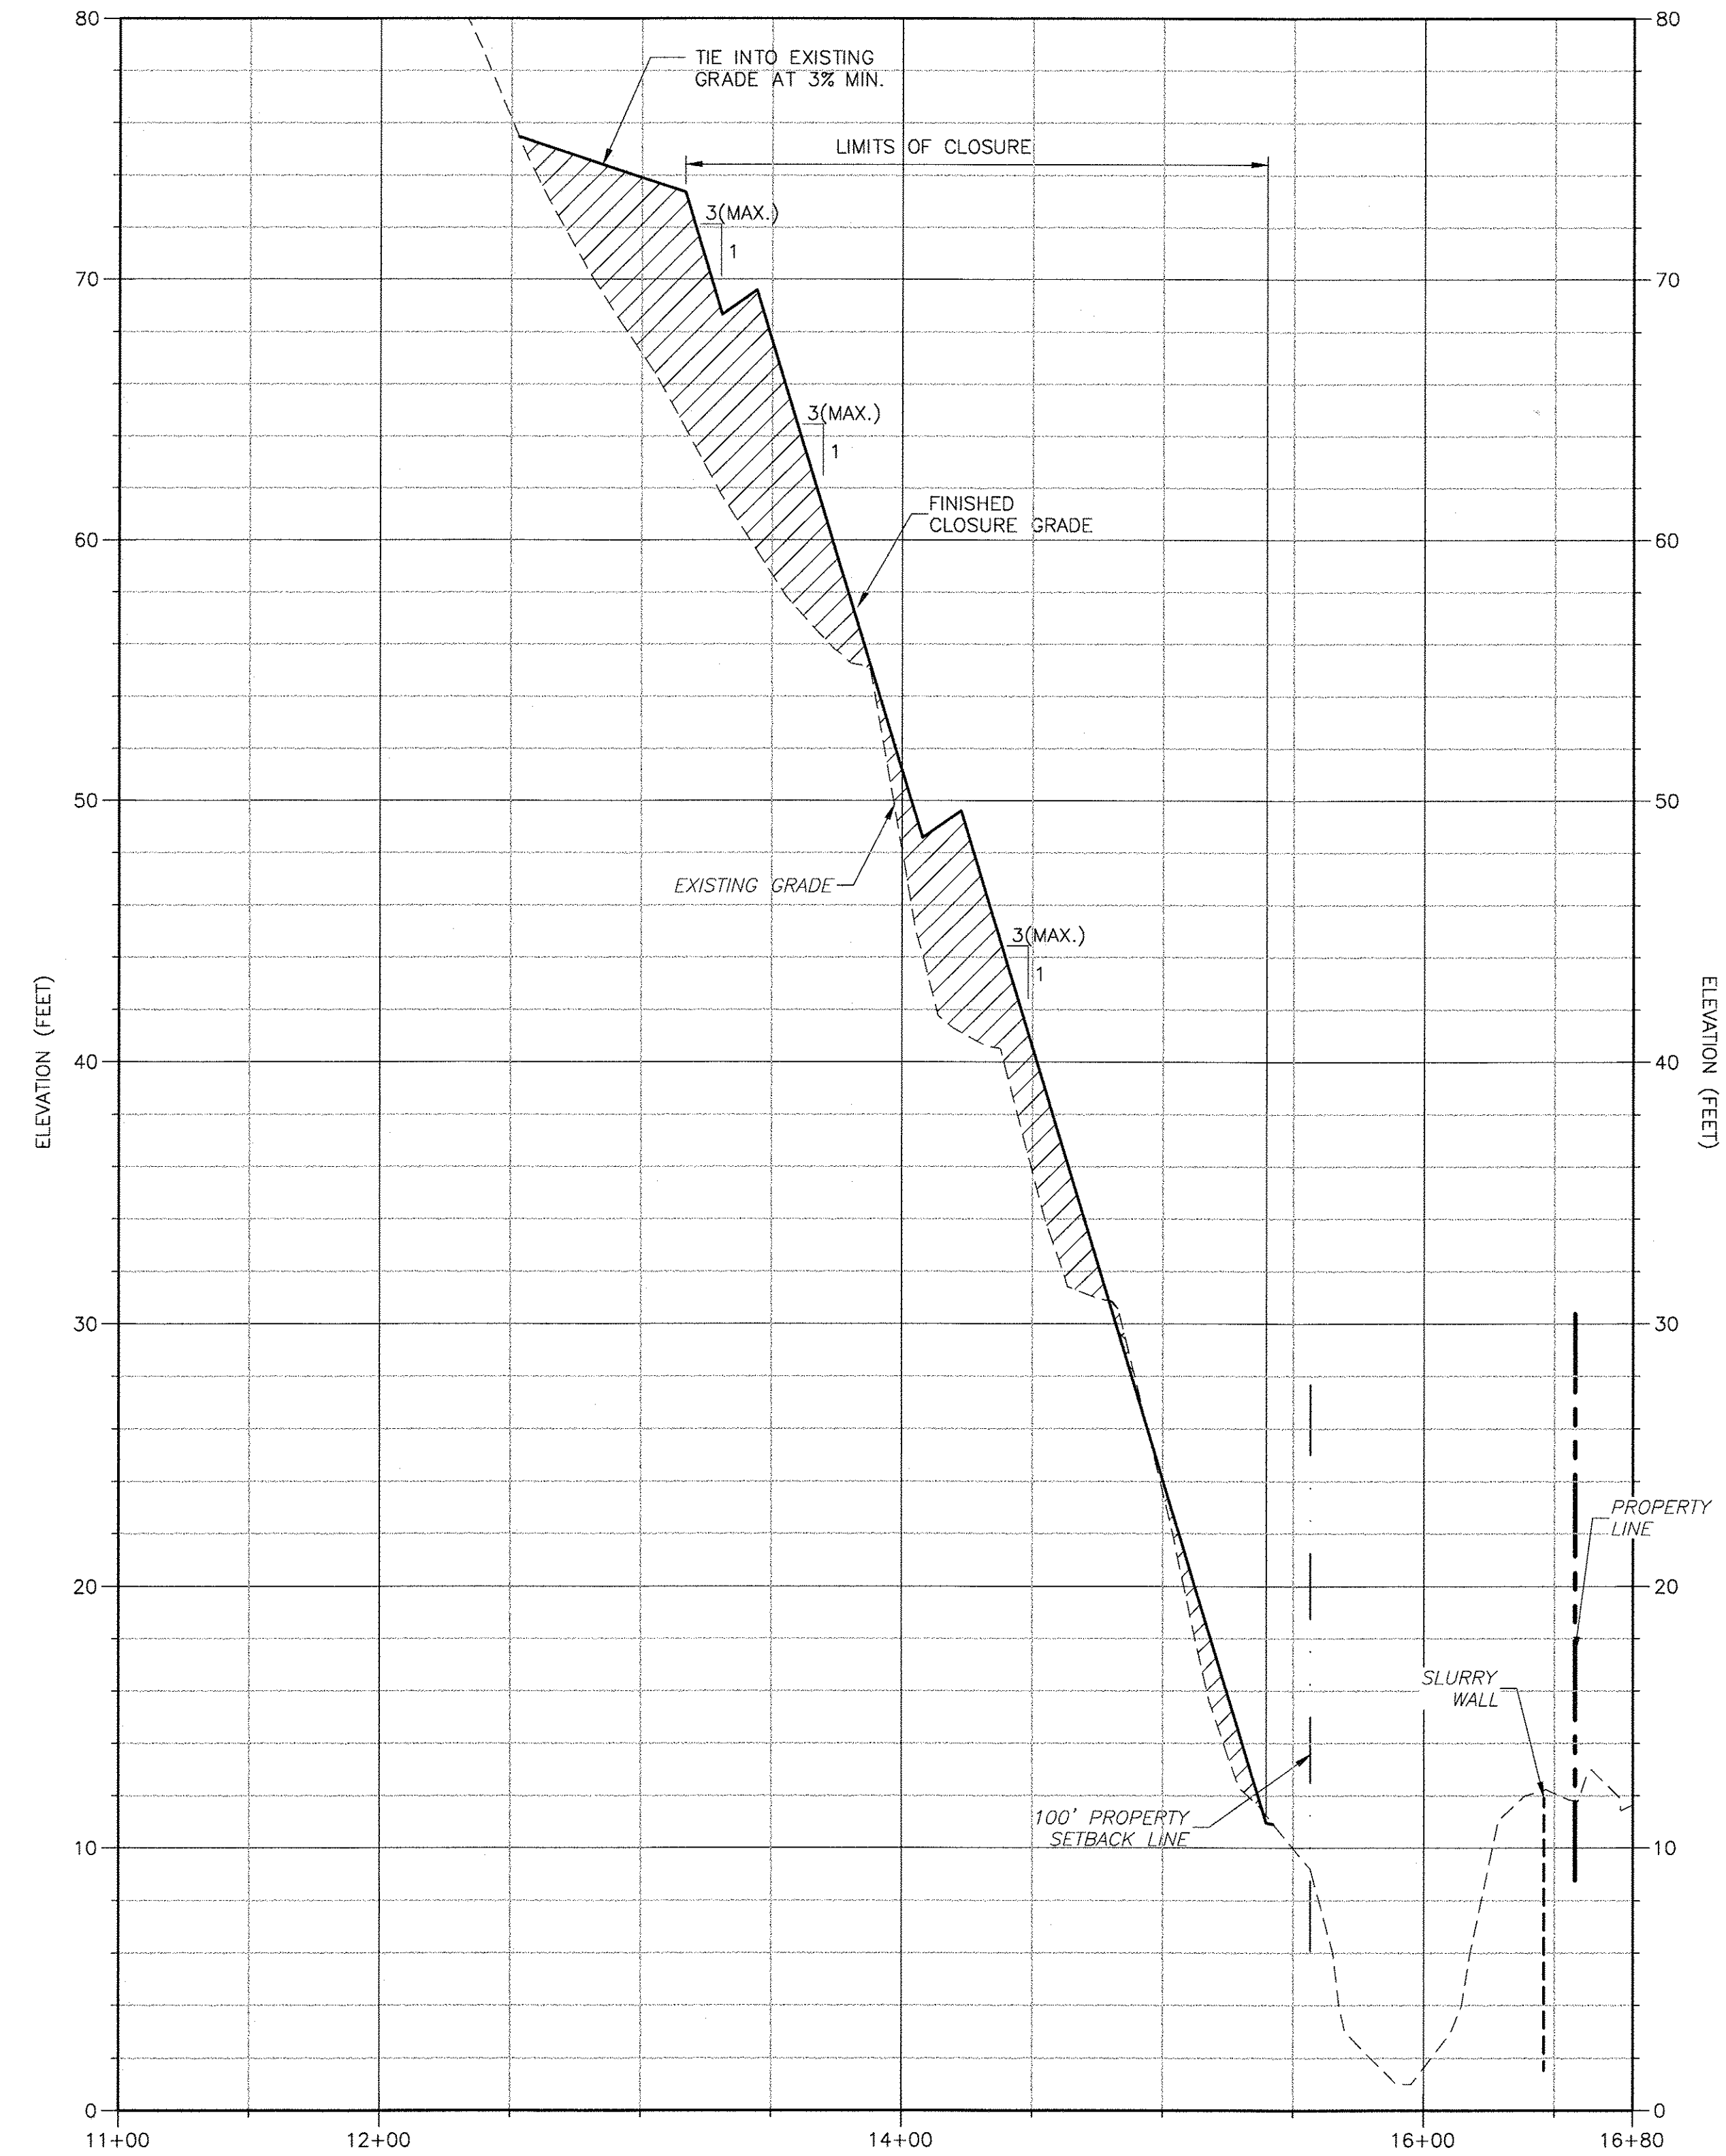 80
80
TIE INTO EXISTING
GRADE AT 3% MIN.
LIMITS OF CLOSURE
3(MAX.)
1
70
70
3(MAX.)
1
FINISHED
CLOSURE GRADE
60
60
50
50
EXISTING GRADE
3(MAX.)
1
ELEVATION (FEET)
ELEVATION (FEET)
40
40
30
30
PROPERTY
LINE
20
20
SLURRY
WALL
100' PROPERTY
SETBACK LINE
10
10
0
0
11+00
12+00
14+00
16+00
16+80